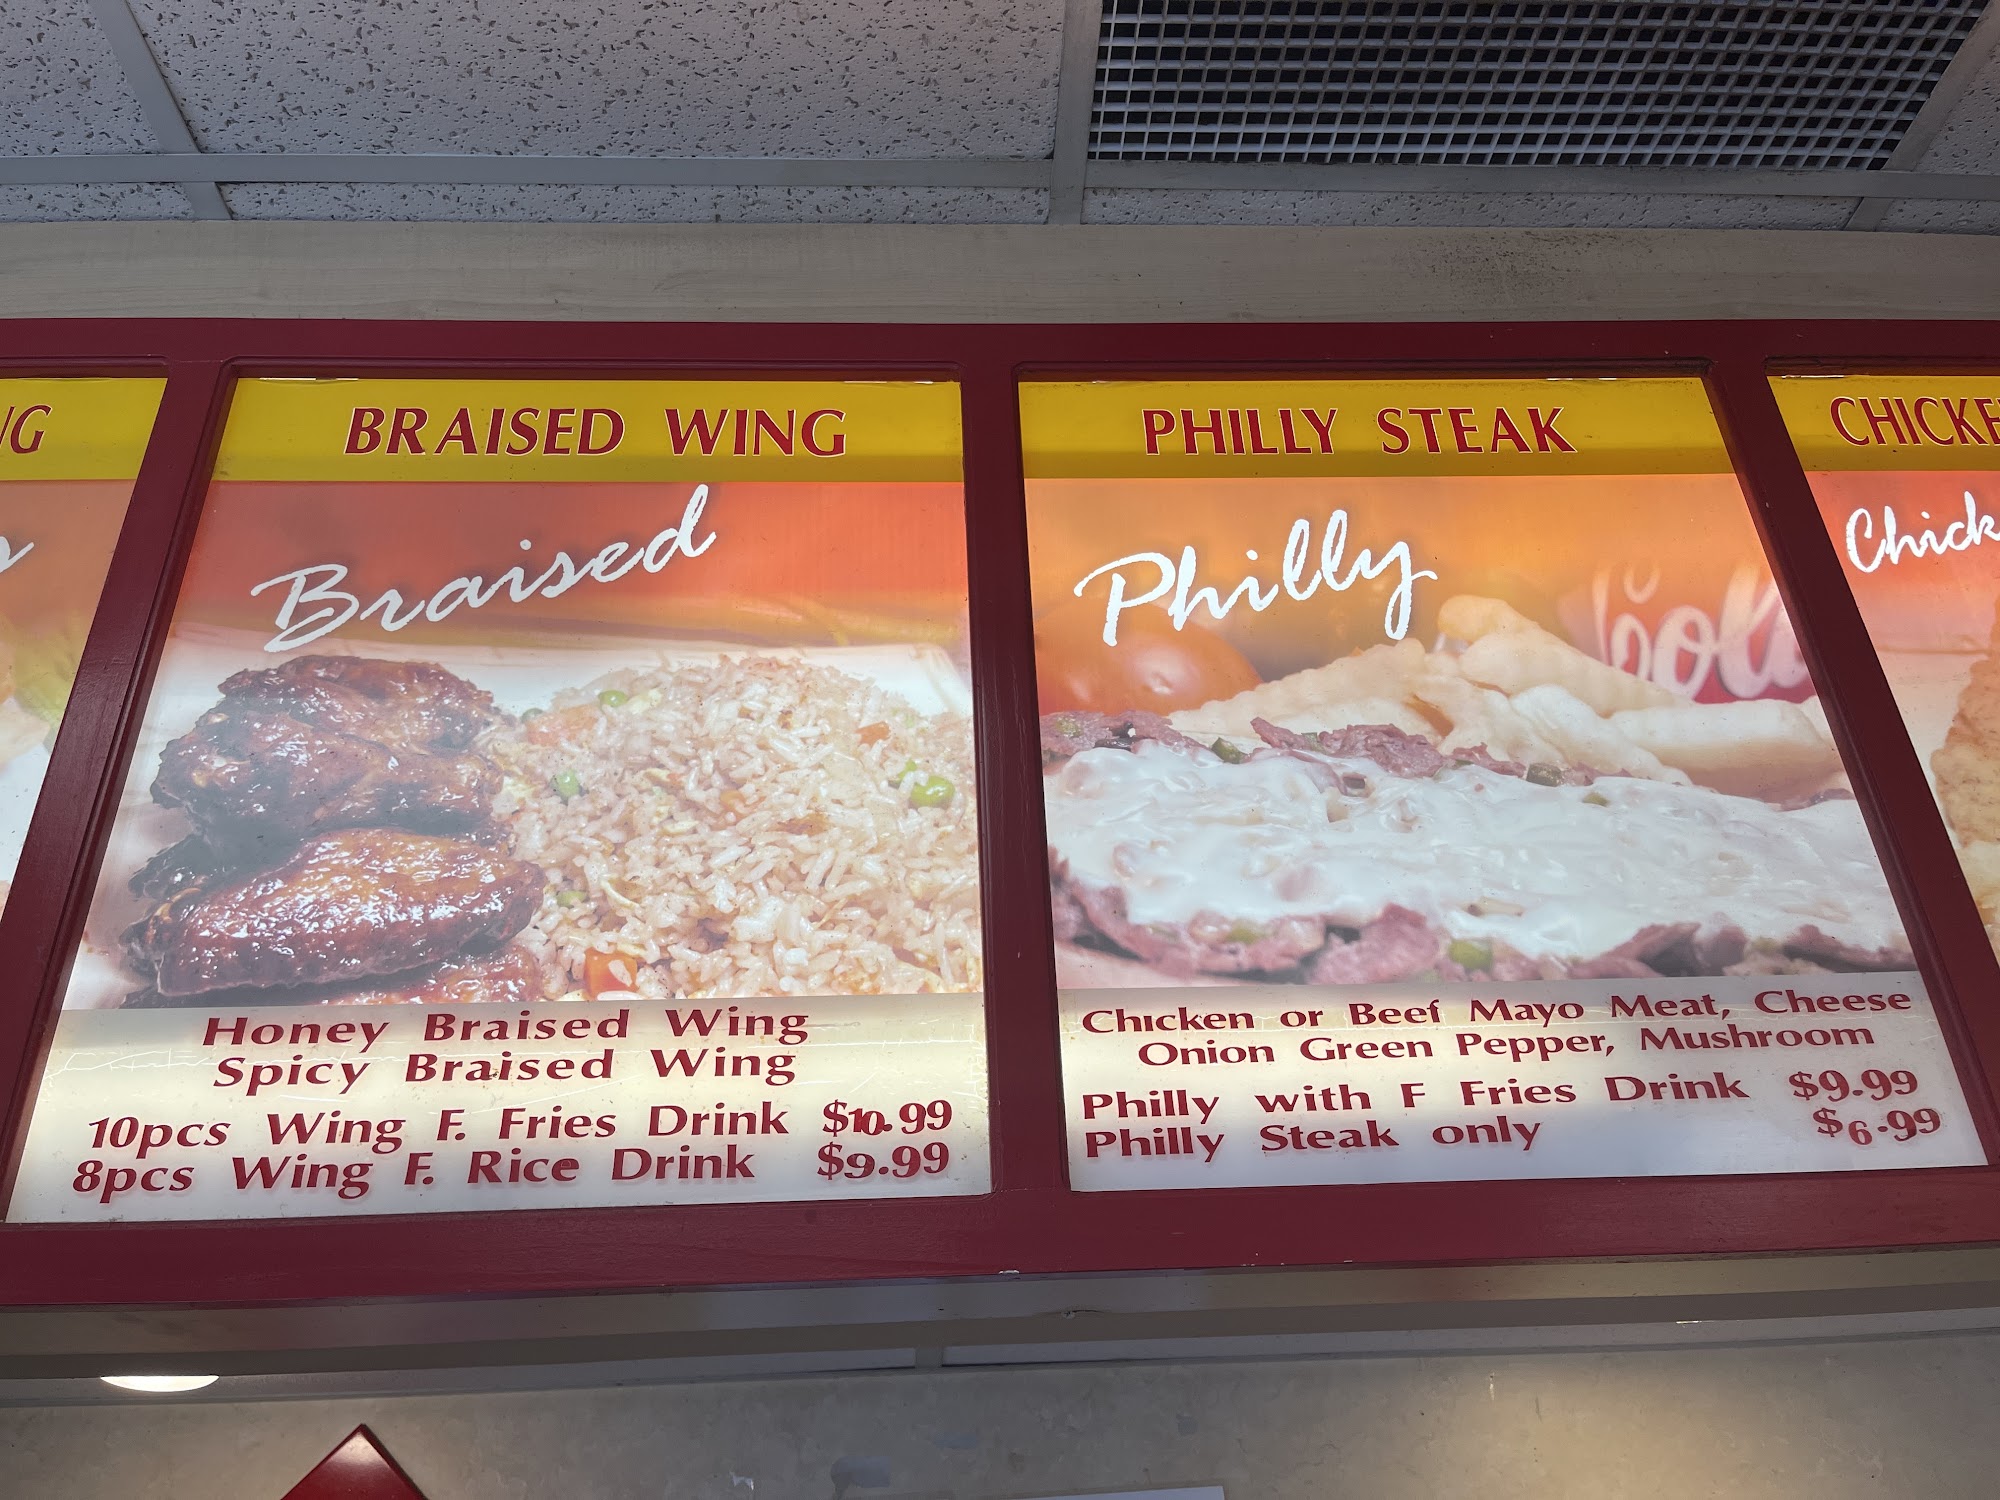 BRAISED WING
Braised
Honey Braised Wing
Spicy Braised Wing
10pcs Wing F. Fries Drink $10.99
8pcs Wing F. Rice Drink $9.99
PHILLY STEAK
Philly
Chicken or Beef Mayo Meat, Cheese
Onion Green Pepper, Mushroom
Philly with F Fries Drink $9.99
Philly Steak only $6.99